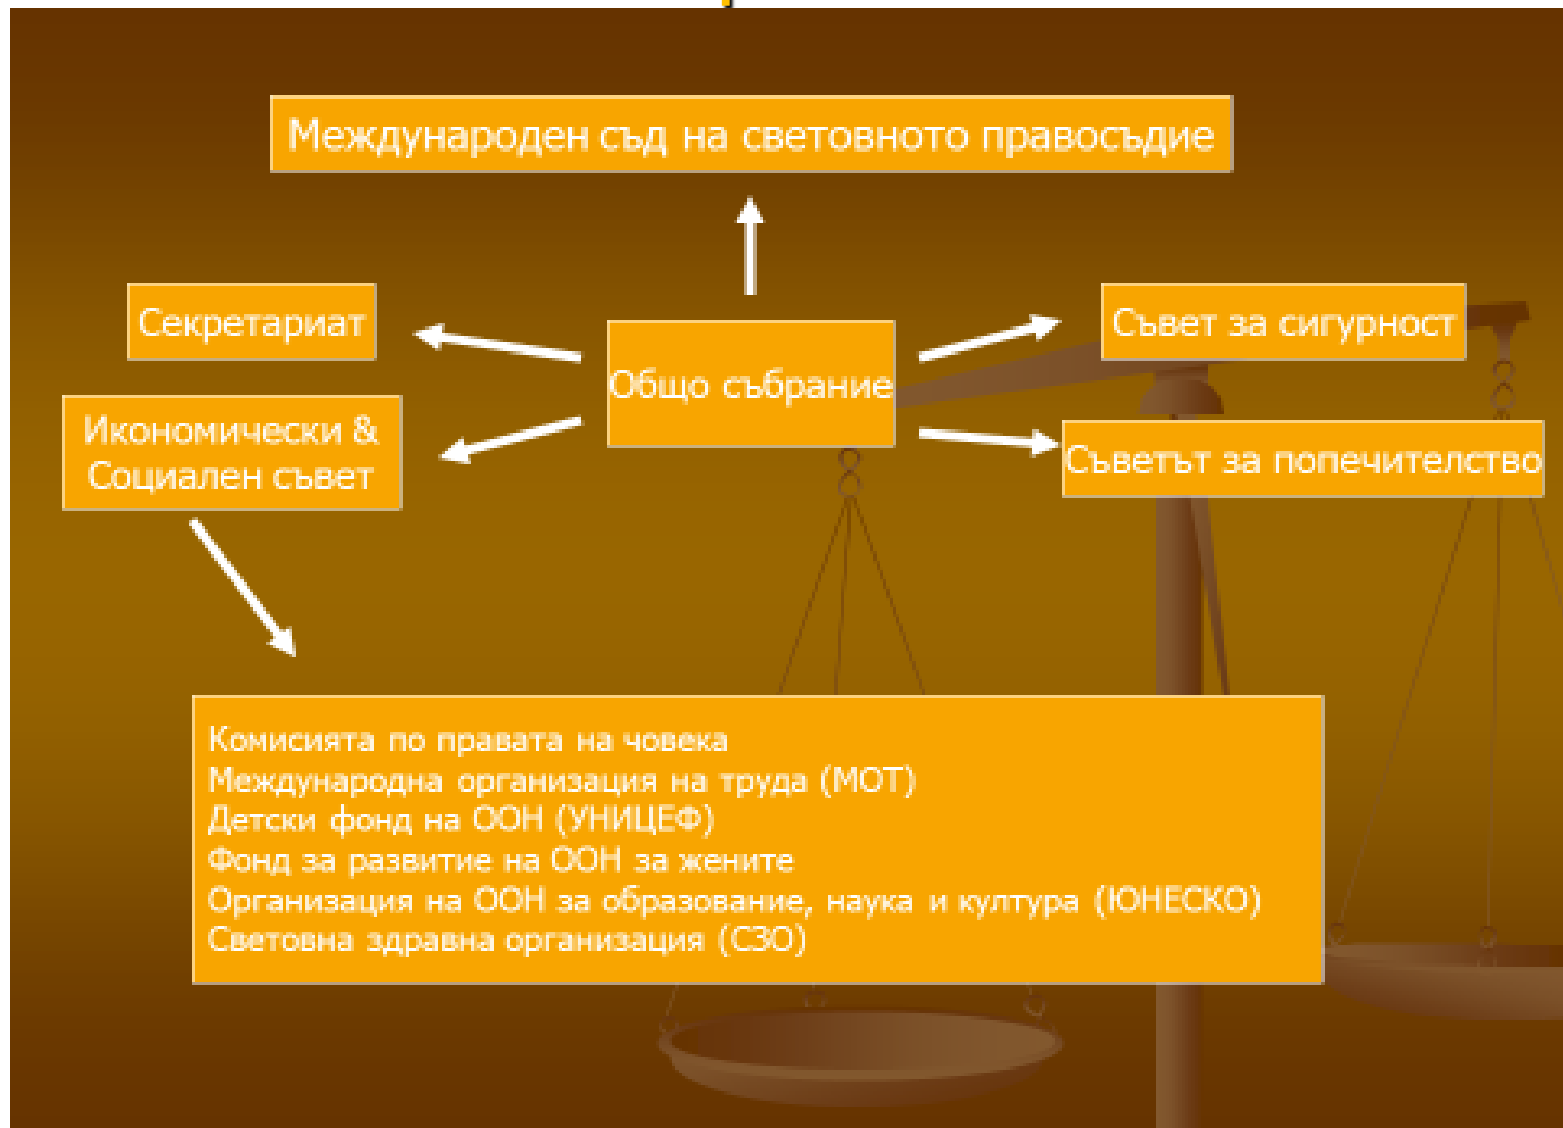 Международен съд на световното правосъдие
Секретариат
Съвет за сигурност
Общо събрание
Икономически &
Социален съвет
Съветът за попечителство
Комисията по правата на човека
Международна организация на труда (МОТ)
Детски фонд на ООН (УНИЦЕФ)
Фонд за развитие на ООН за жените
Организация на ООН за образование, наука и култура (ЮНЕСКО)
Световна здравна организация (СЗО)